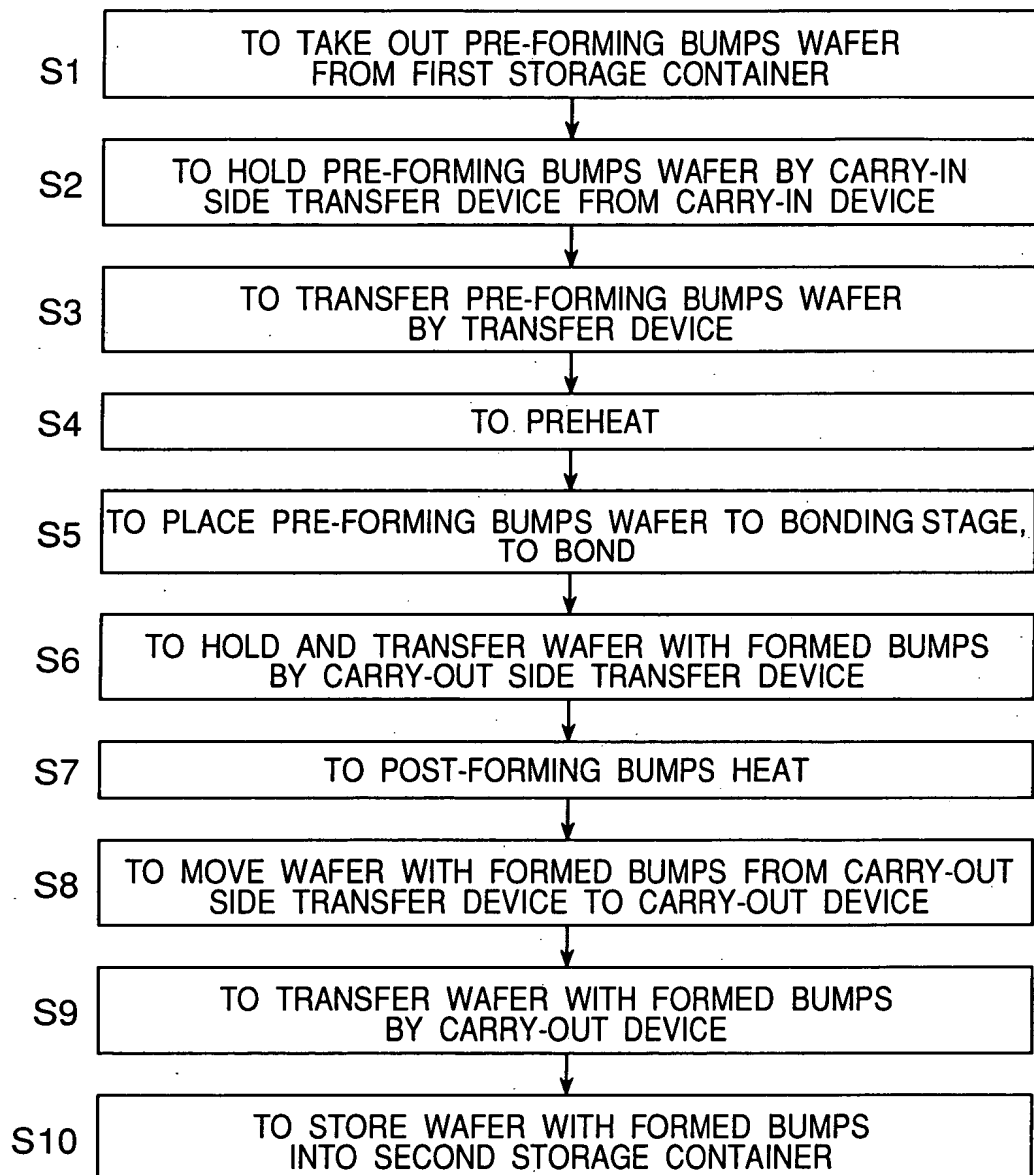 S1
TO TAKE OUT PRE-FORMING BUMPS WAFER
FROM FIRST STORAGE CONTAINER
S2
TO HOLD PRE-FORMING BUMPS WAFER BY CARRY-IN
SIDE TRANSFER DEVICE FROM CARRY-IN DEVICE
S3
TO TRANSFER PRE-FORMING BUMPS WAFER
BY TRANSFER DEVICE
S4
TO PREHEAT
S5
TO PLACE PRE-FORMING BUMPS WAFER TO BONDING STAGE,
TO BOND
S6
TO HOLD AND TRANSFER WAFER WITH FORMED BUMPS
BY CARRY-OUT SIDE TRANSFER DEVICE
S7
TO POST-FORMING BUMPS HEAT
S8
TO MOVE WAFER WITH FORMED BUMPS FROM CARRY-OUT
SIDE TRANSFER DEVICE TO CARRY-OUT DEVICE
S9
TO TRANSFER WAFER WITH FORMED BUMPS
BY CARRY-OUT DEVICE
S10
TO STORE WAFER WITH FORMED BUMPS
INTO SECOND STORAGE CONTAINER